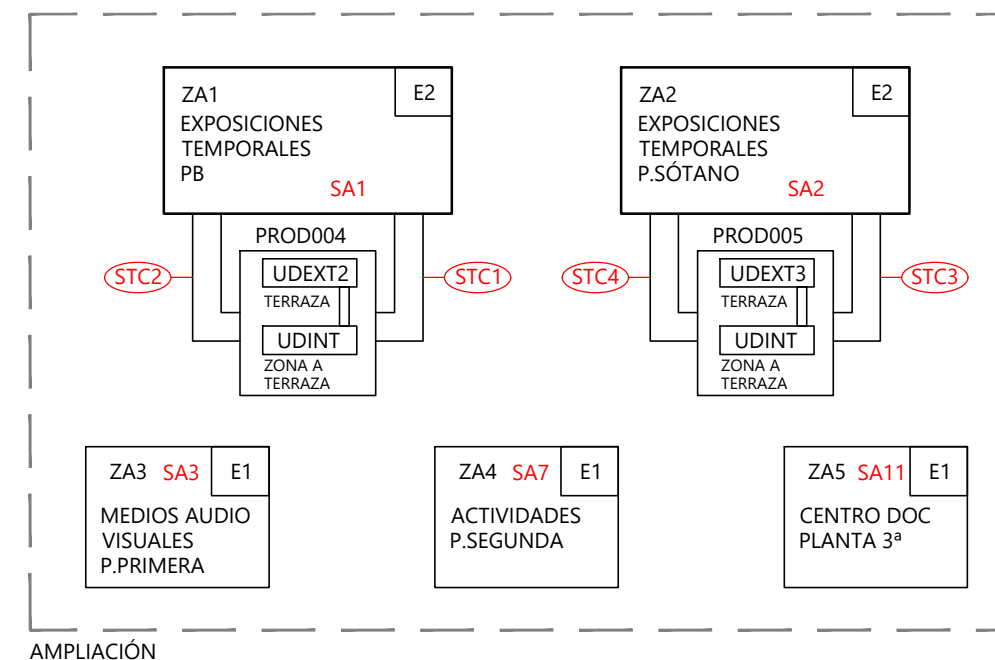 ZA1
E2
EXPOSICIONES
TEMPORALES
PB
SA1
ZA2
E2
EXPOSICIONES
TEMPORALES
P.SÓTANO
SA2
PROD004
STC2
UDEXT2
STC1
TERRAZA
UDINT
ZONA A
TERRAZA
PROD005
STC4
UDEXT3
STC3
TERRAZA
UDINT
ZONA A
TERRAZA
ZA3 SA3 E1
MEDIOS AUDIO
VISUALES
P.PRIMERA
ZA4 SA7 E1
ACTIVIDADES
P.SEGUNDA
ZA5 SA11 E1
CENTRO DOC
PLANTA 3ª
AMPLIACIÓN